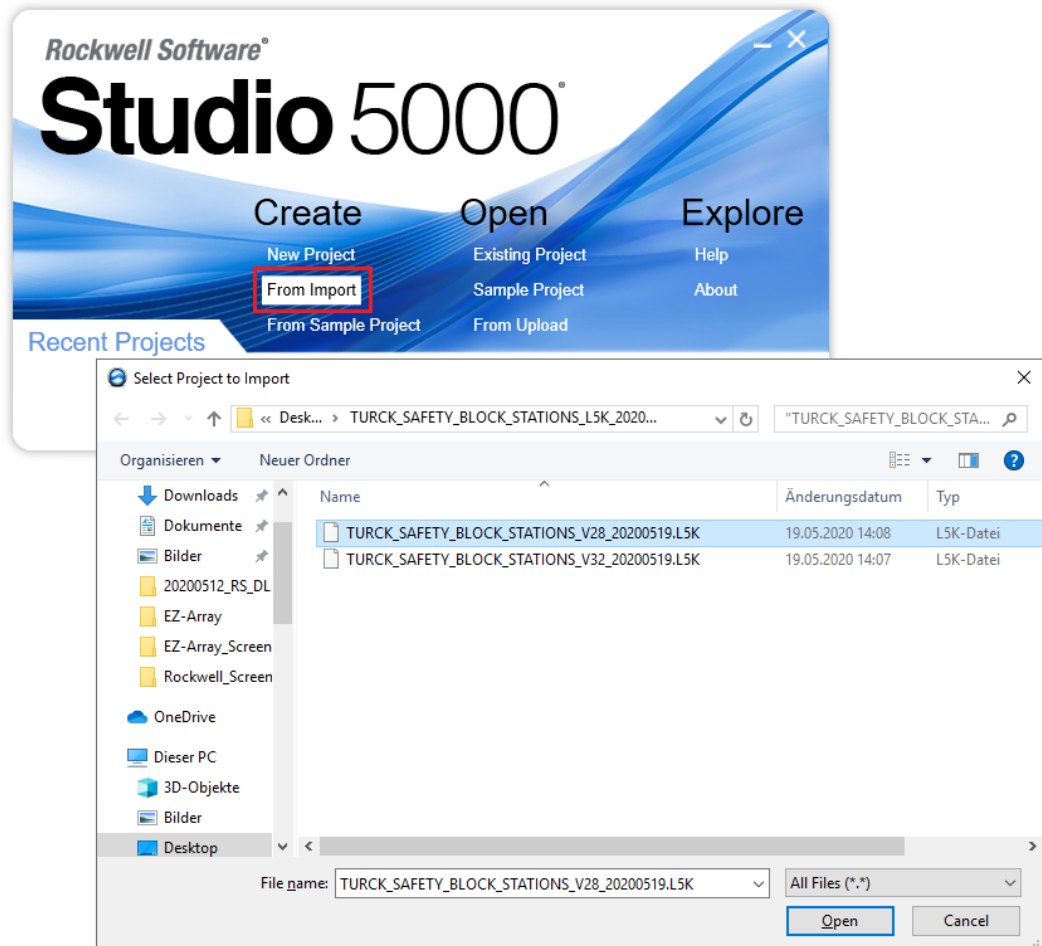 Rockwell Software®
Studio 5000®
Create Open Explore
New Project Existing Project Help
From Import Sample Project About
From Sample Project From Upload
Recent Projects
Select Project to Import
« Desk... › TURCK_SAFETY_BLOCK_STATIONS_L5K_2020... "TURCK_SAFETY_BLOCK_STA...
Organisieren Neuer Ordner
Name Änderungsdatum Typ
Downloads
Dokumente
Bilder
20200512_RS_DL
EZ-Array
EZ-Array_Screen
Rockwell_Screen
OneDrive
Dieser PC
3D-Objekte
Bilder
Desktop
TURCK_SAFETY_BLOCK_STATIONS_V28_20200519.L5K 19.05.2020 14:08 L5K-Datei
TURCK_SAFETY_BLOCK_STATIONS_V32_20200519.L5K 19.05.2020 14:07 L5K-Datei
File name: TURCK_SAFETY_BLOCK_STATIONS_V28_20200519.L5K All Files (*.*)
Open Cancel